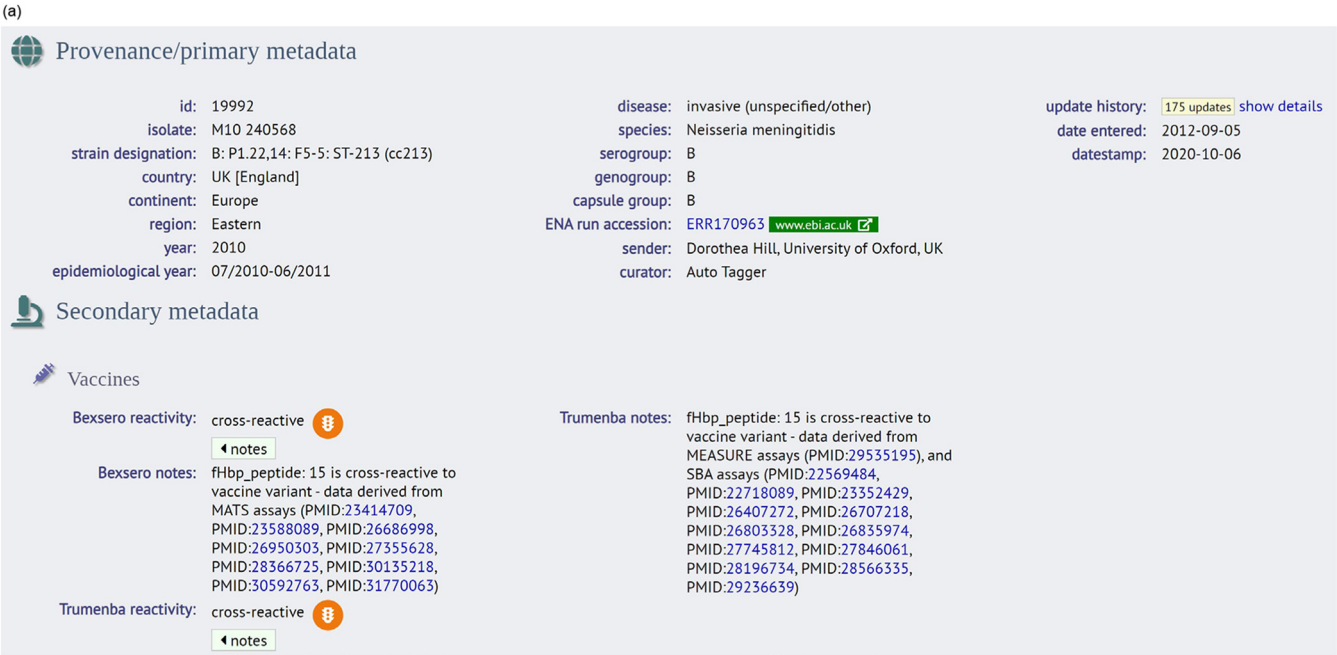 (a)
Provenance/primary metadata
id: 19992
isolate: M10 240568
strain designation: B: P1.22,14: F5-5: ST-213 (cc213)
country: UK [England]
continent: Europe
region: Eastern
year: 2010
epidemiological year: 07/2010-06/2011
disease: invasive (unspecified/other)
species: Neisseria meningitidis
serogroup: B
genogroup: B
capsule group: B
ENA run accession: ERR170963 www.ebi.ac.uk
sender: Dorothea Hill, University of Oxford, UK
curator: Auto Tagger
update history: 175 updates show details
date entered: 2012-09-05
datestamp: 2020-10-06
Secondary metadata
Vaccines
Bexsero reactivity: cross-reactive
notes
Bexsero notes: fHbp_peptide: 15 is cross-reactive to
vaccine variant - data derived from
MATS assays (PMID:23414709,
PMID:23588089, PMID:26686998,
PMID:26950303, PMID:27355628,
PMID:28366725, PMID:30135218,
PMID:30592763, PMID:31770063)
Trumenba reactivity: cross-reactive
notes
Trumenba notes: fHbp_peptide: 15 is cross-reactive to
vaccine variant - data derived from
MEASURE assays (PMID:29535195), and
SBA assays (PMID:22569484,
PMID:22718089, PMID:23352429,
PMID:26407272, PMID:26707218,
PMID:26803328, PMID:26835974,
PMID:27745812, PMID:27846061,
PMID:28196734, PMID:28566335,
PMID:29236639)